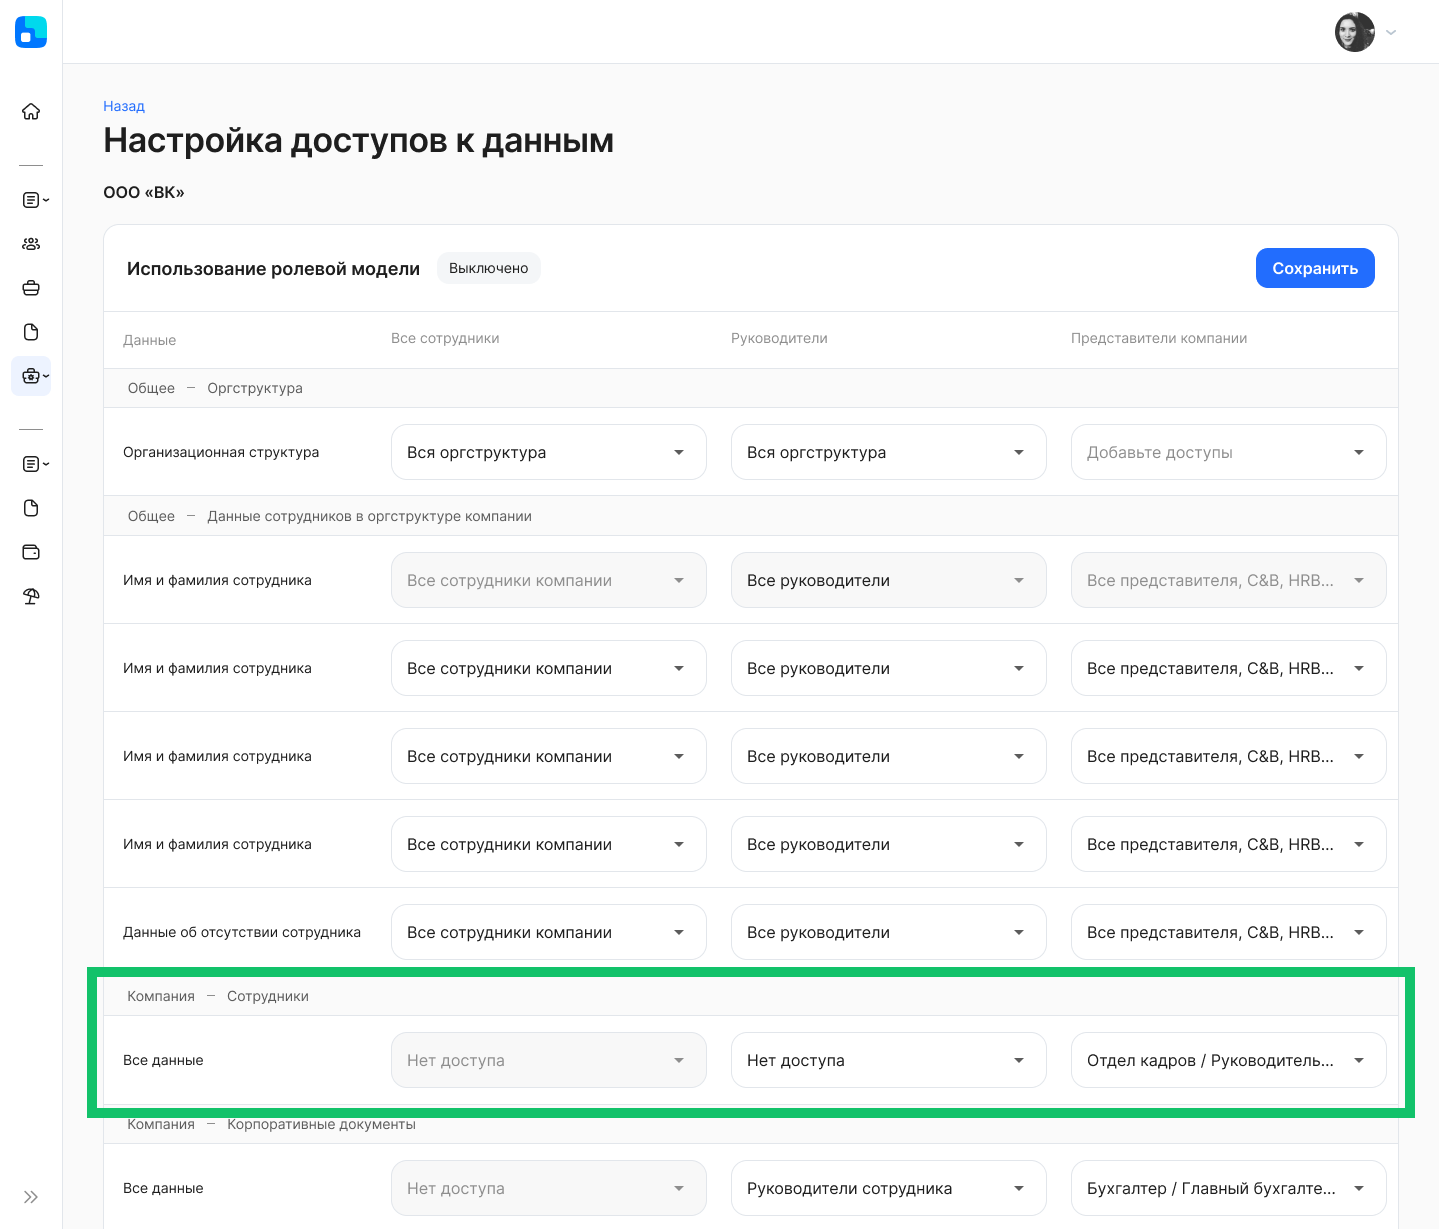 Назад
Настройка доступов к данным
ООО «ВК»
Использование ролевой модели Выключено Сохранить
Данные Все сотрудники Руководители Представители компании
Общее — Оргструктура
Организационная структура Вся оргструктура Вся оргструктура Добавьте доступы
Общее — Данные сотрудников в оргструктуре компании
Имя и фамилия сотрудника Все сотрудники компании Все руководители Все представителя, C&B, HRB...
Имя и фамилия сотрудника Все сотрудники компании Все руководители Все представителя, C&B, HRB...
Имя и фамилия сотрудника Все сотрудники компании Все руководители Все представителя, C&B, HRB...
Имя и фамилия сотрудника Все сотрудники компании Все руководители Все представителя, C&B, HRB...
Данные об отсутствии сотрудника Все сотрудники компании Все руководители Все представителя, C&B, HRB...
Компания — Сотрудники
Все данные Нет доступа Нет доступа Отдел кадров / Руководитель...
Компания — Корпоративные документы
Все данные Нет доступа Руководители сотрудника Бухгалтер / Главный бухгалте...